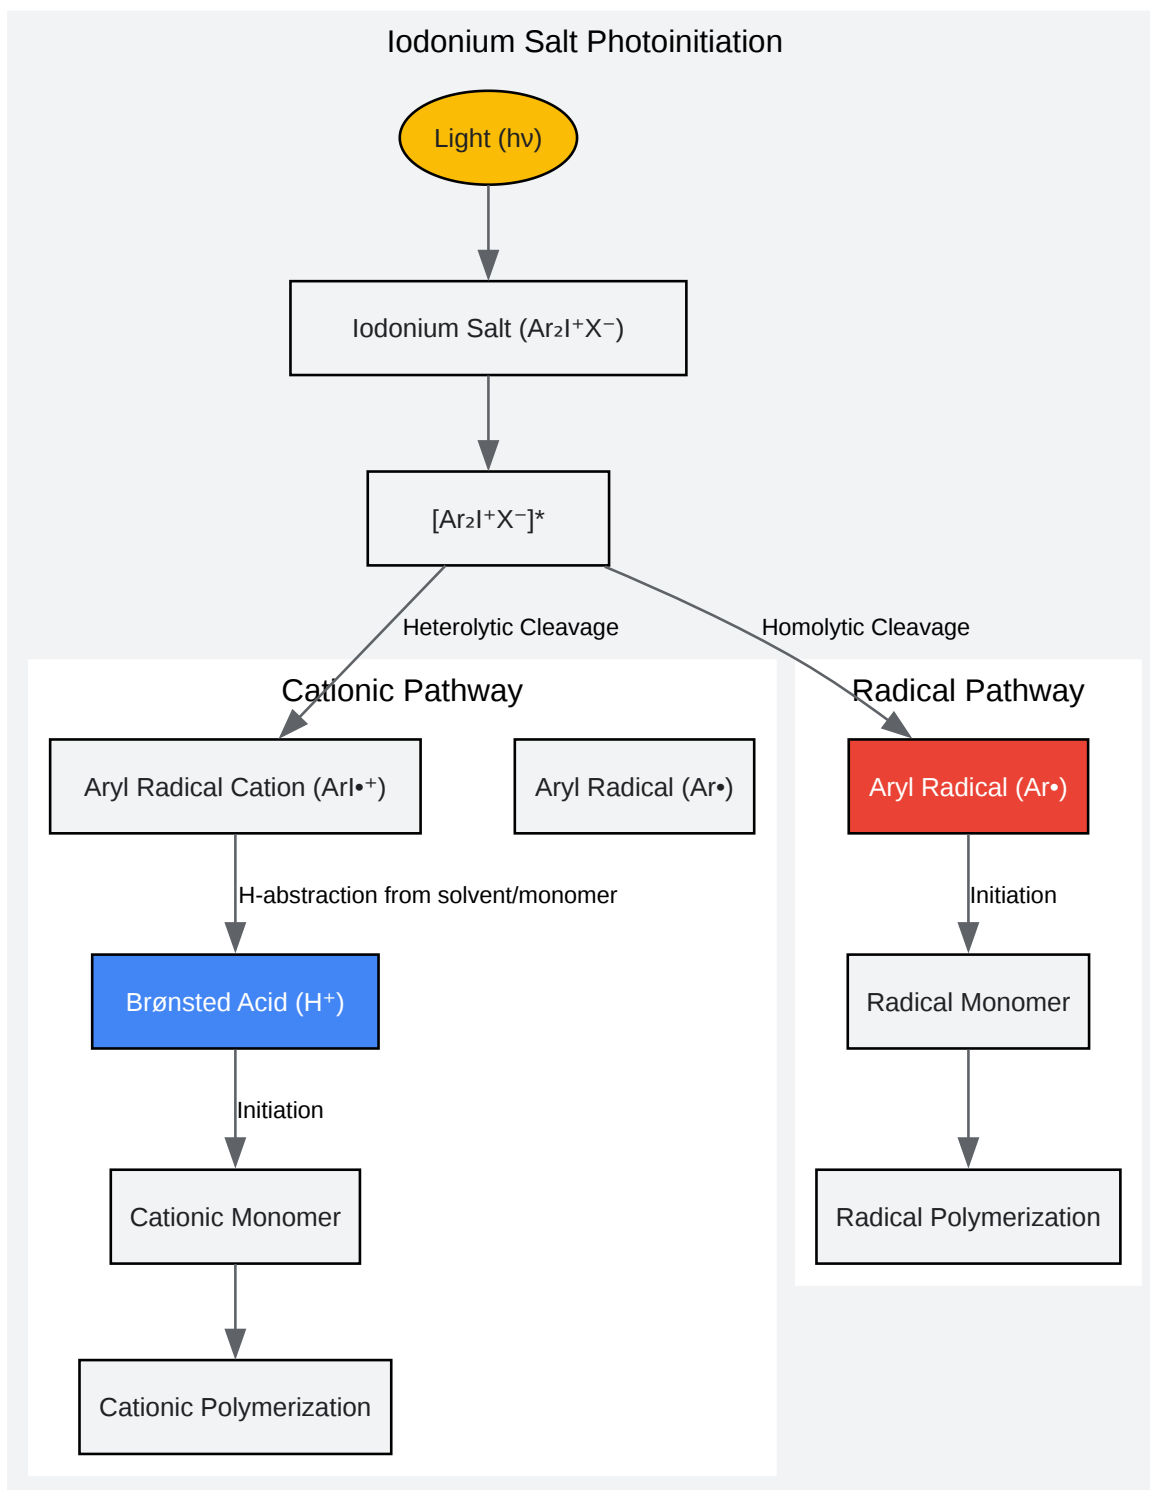 Iodonium Salt Photoinitiation
Light (hν)
Iodonium Salt (Ar₂I⁺X⁻)
[Ar₂I⁺X⁻]*
Heterolytic Cleavage
Homolytic Cleavage
Cationic Pathway
Radical Pathway
Aryl Radical Cation (ArI•⁺)
Aryl Radical (Ar•)
Aryl Radical (Ar•)
H-abstraction from solvent/monomer
Initiation
Brønsted Acid (H⁺)
Radical Monomer
Initiation
Cationic Monomer
Radical Polymerization
Cationic Polymerization